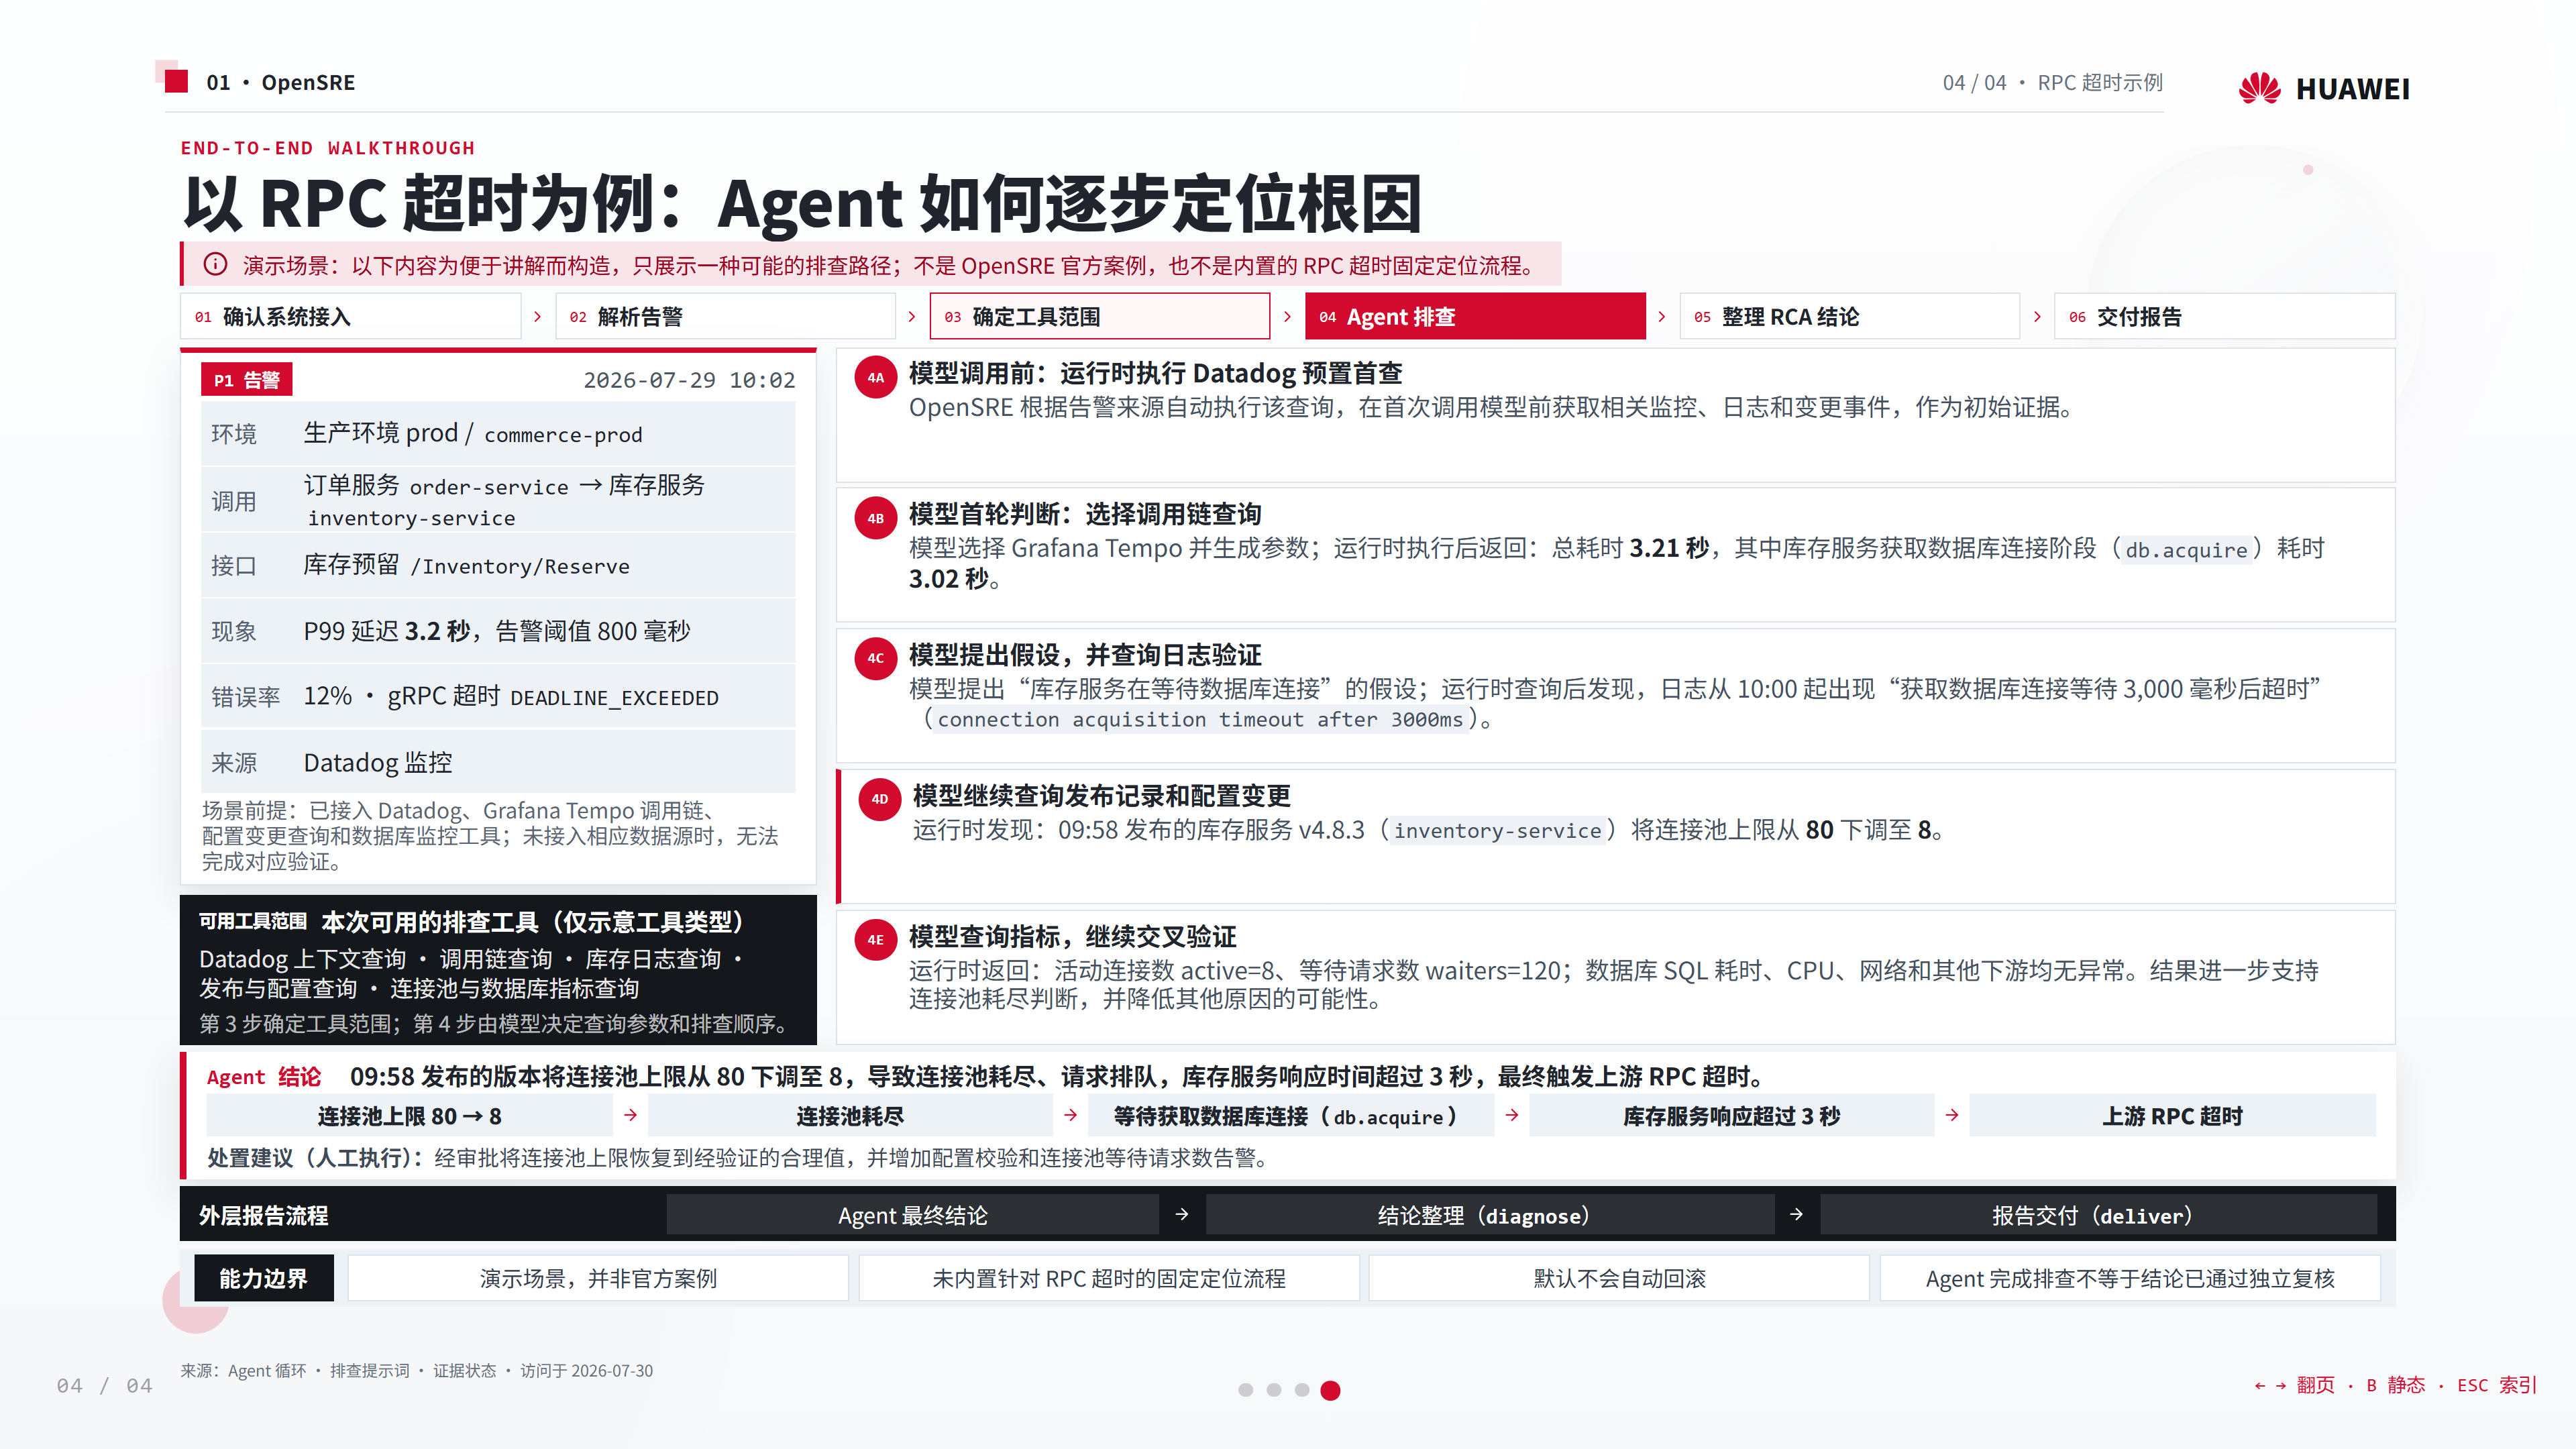 01 • OpenSRE
04 / 04 • RPC 超时示例
HUAWEI
END-TO-END WALKTHROUGH
以 RPC 超时为例：Agent 如何逐步定位根因
演示场景：以下内容为便于讲解而构造，只展示一种可能的排查路径；不是 OpenSRE 官方案例，也不是内置的 RPC 超时固定定位流程。
01 确认系统接入 › 02 解析告警 › 03 确定工具范围 › 04 Agent 排查 › 05 整理 RCA 结论 › 06 交付报告
P1 告警 2026-07-29 10:02
环境 生产环境 prod / commerce-prod
调用 订单服务 order-service → 库存服务
inventory-service
接口 库存预留 /Inventory/Reserve
现象 P99 延迟 3.2 秒，告警阈值 800 毫秒
错误率 12% • gRPC 超时 DEADLINE_EXCEEDED
来源 Datadog 监控
场景前提：已接入 Datadog、Grafana Tempo 调用链、
配置变更查询和数据库监控工具；未接入相应数据源时，无法
完成对应验证。
可用工具范围 本次可用的排查工具（仅示意工具类型）
Datadog 上下文查询 • 调用链查询 • 库存日志查询 •
发布与配置查询 • 连接池与数据库指标查询
第 3 步确定工具范围；第 4 步由模型决定查询参数和排查顺序。
4A 模型调用前：运行时执行 Datadog 预置首查
OpenSRE 根据告警来源自动执行该查询，在首次调用模型前获取相关监控、日志和变更事件，作为初始证据。
4B 模型首轮判断：选择调用链查询
模型选择 Grafana Tempo 并生成参数；运行时执行后返回：总耗时 3.21 秒，其中库存服务获取数据库连接阶段（db.acquire）耗时
3.02 秒。
4C 模型提出假设，并查询日志验证
模型提出“库存服务在等待数据库连接”的假设；运行时查询后发现，日志从 10:00 起出现“获取数据库连接等待 3,000 毫秒后超时”
（connection acquisition timeout after 3000ms）。
4D 模型继续查询发布记录和配置变更
运行时发现：09:58 发布的库存服务 v4.8.3（inventory-service）将连接池上限从 80 下调至 8。
4E 模型查询指标，继续交叉验证
运行时返回：活动连接数 active=8、等待请求数 waiters=120；数据库 SQL 耗时、CPU、网络和其他下游均无异常。结果进一步支持
连接池耗尽判断，并降低其他原因的可能性。
Agent 结论 09:58 发布的版本将连接池上限从 80 下调至 8，导致连接池耗尽、请求排队，库存服务响应时间超过 3 秒，最终触发上游 RPC 超时。
连接池上限 80 → 8 → 连接池耗尽 → 等待获取数据库连接（db.acquire） → 库存服务响应超过 3 秒 → 上游 RPC 超时
处置建议（人工执行）：经审批将连接池上限恢复到经验证的合理值，并增加配置校验和连接池等待请求数告警。
外层报告流程 Agent 最终结论 → 结论整理（diagnose） → 报告交付（deliver）
能力边界 演示场景，并非官方案例 未内置针对 RPC 超时的固定定位流程 默认不会自动回滚 Agent 完成排查不等于结论已通过独立复核
来源：Agent 循环 • 排查提示词 • 证据状态 • 访问于 2026-07-30
04 / 04
← → 翻页 · B 静态 · ESC 索引